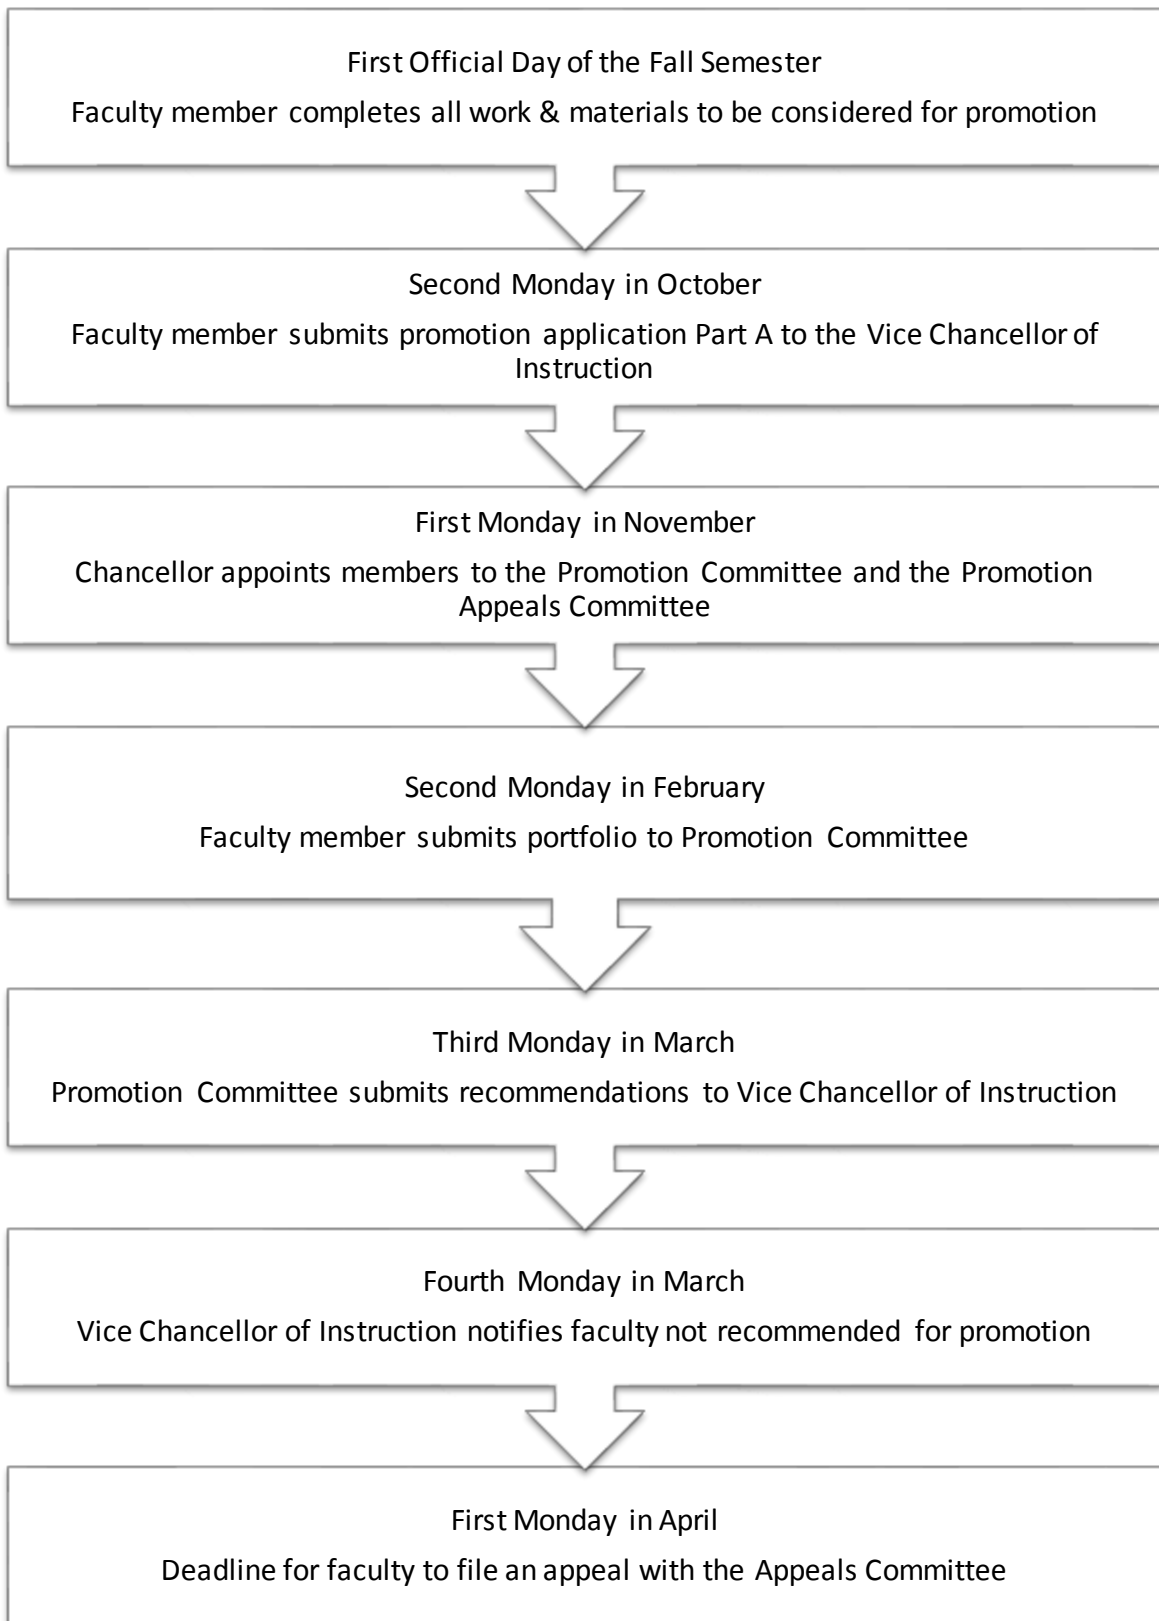 First Official Day of the Fall Semester
Faculty member completes all work & materials to be considered for promotion
Second Monday in October
Faculty member submits promotion application Part A to the Vice Chancellor of
Instruction
First Monday in November
Chancellor appoints members to the Promotion Committee and the Promotion
Appeals Committee
Second Monday in February
Faculty member submits portfolio to Promotion Committee
Third Monday in March
Promotion Committee submits recommendations to Vice Chancellor of Instruction
Fourth Monday in March
Vice Chancellor of Instruction notifies faculty not recommended for promotion
First Monday in April
Deadline for faculty to file an appeal with the Appeals Committee